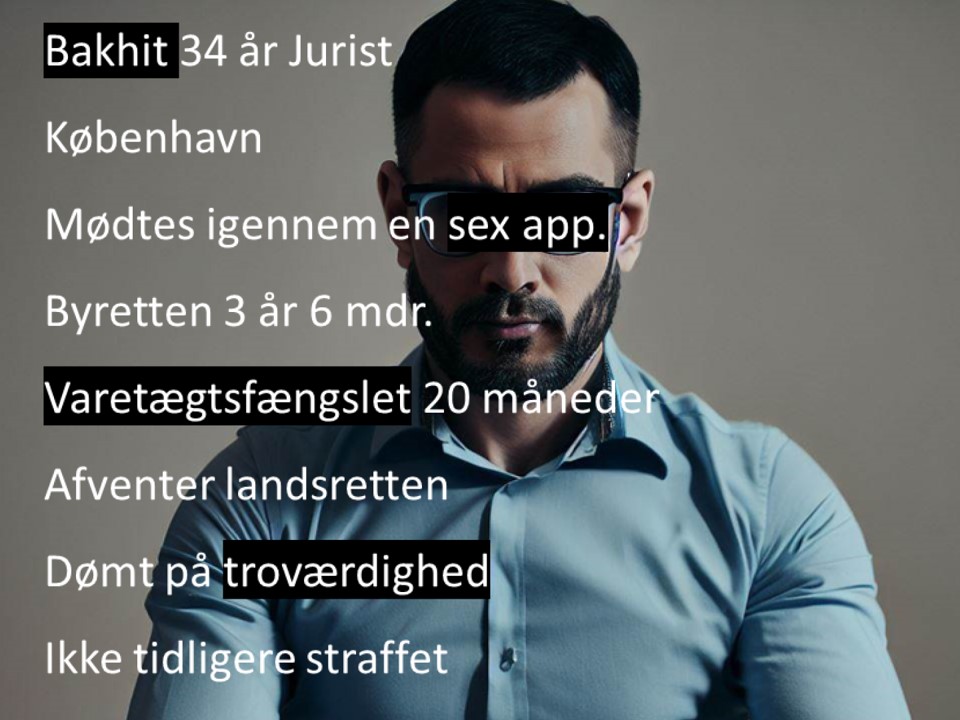 Bakhit 34 år Jurist
København
Mødtes igennem en sex app.
Byretten 3 år 6 mdr.
Varetægtsfængslet 20 måneder
Afventer landsretten
Dømt på troværdighed
Ikke tidligere straffet